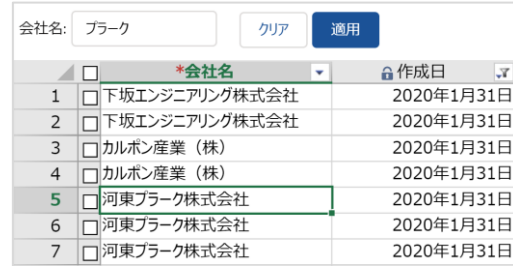 会社名: プラーク クリア 適用
*会社名 作成日
1 下坂エンジニアリング株式会社 2020年1月31日
2 下坂エンジニアリング株式会社 2020年1月31日
3 カルポン産業（株） 2020年1月31日
4 カルポン産業（株） 2020年1月31日
5 河東プラーク株式会社 2020年1月31日
6 河東プラーク株式会社 2020年1月31日
7 河東プラーク株式会社 2020年1月31日